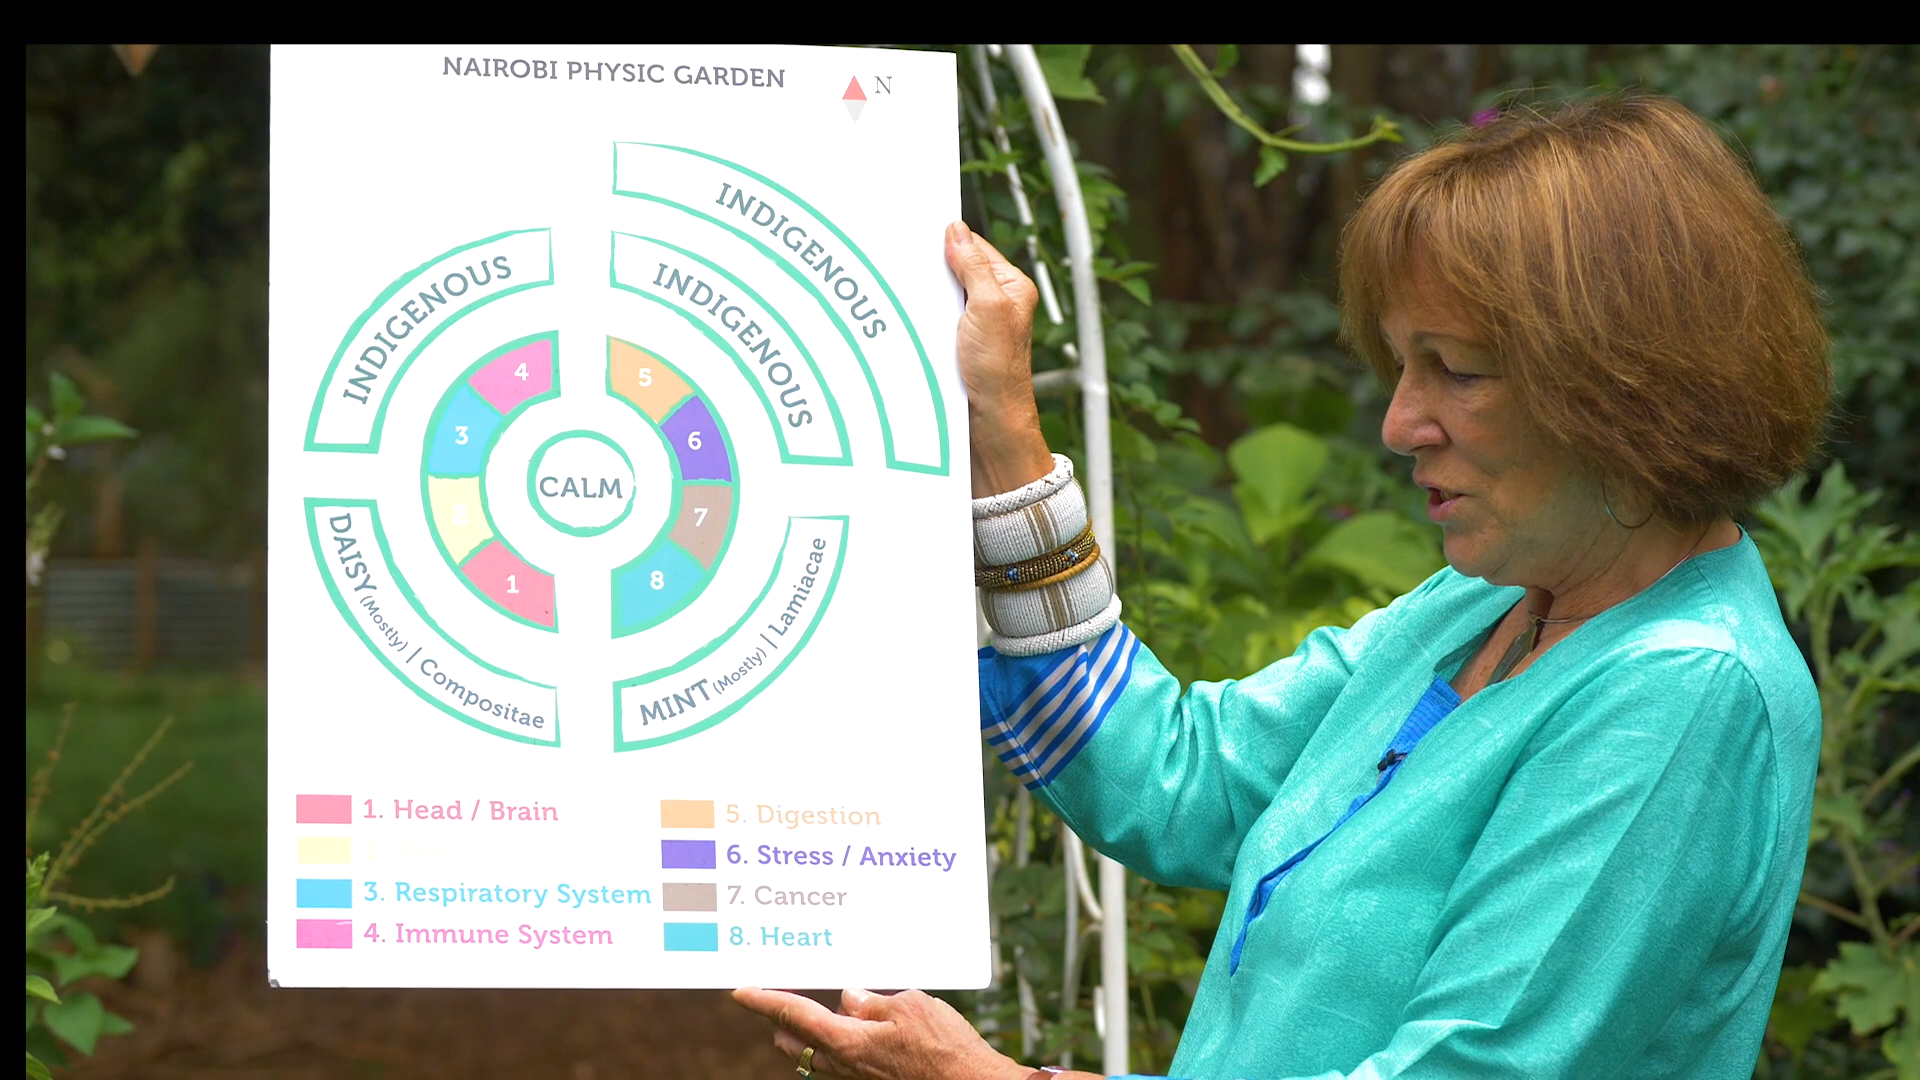 NAIROBI PHYSIC GARDEN
N
INDIGENOUS
INDIGENOUS
INDIGENOUS
4
5
3
6
CALM
2
7
1
8
DAISY (Mostly) | Compositae
MINT (Mostly) | Lamiacae
1. Head / Brain
5. Digestion
2.
6. Stress / Anxiety
3. Respiratory System
7. Cancer
4. Immune System
8. Heart